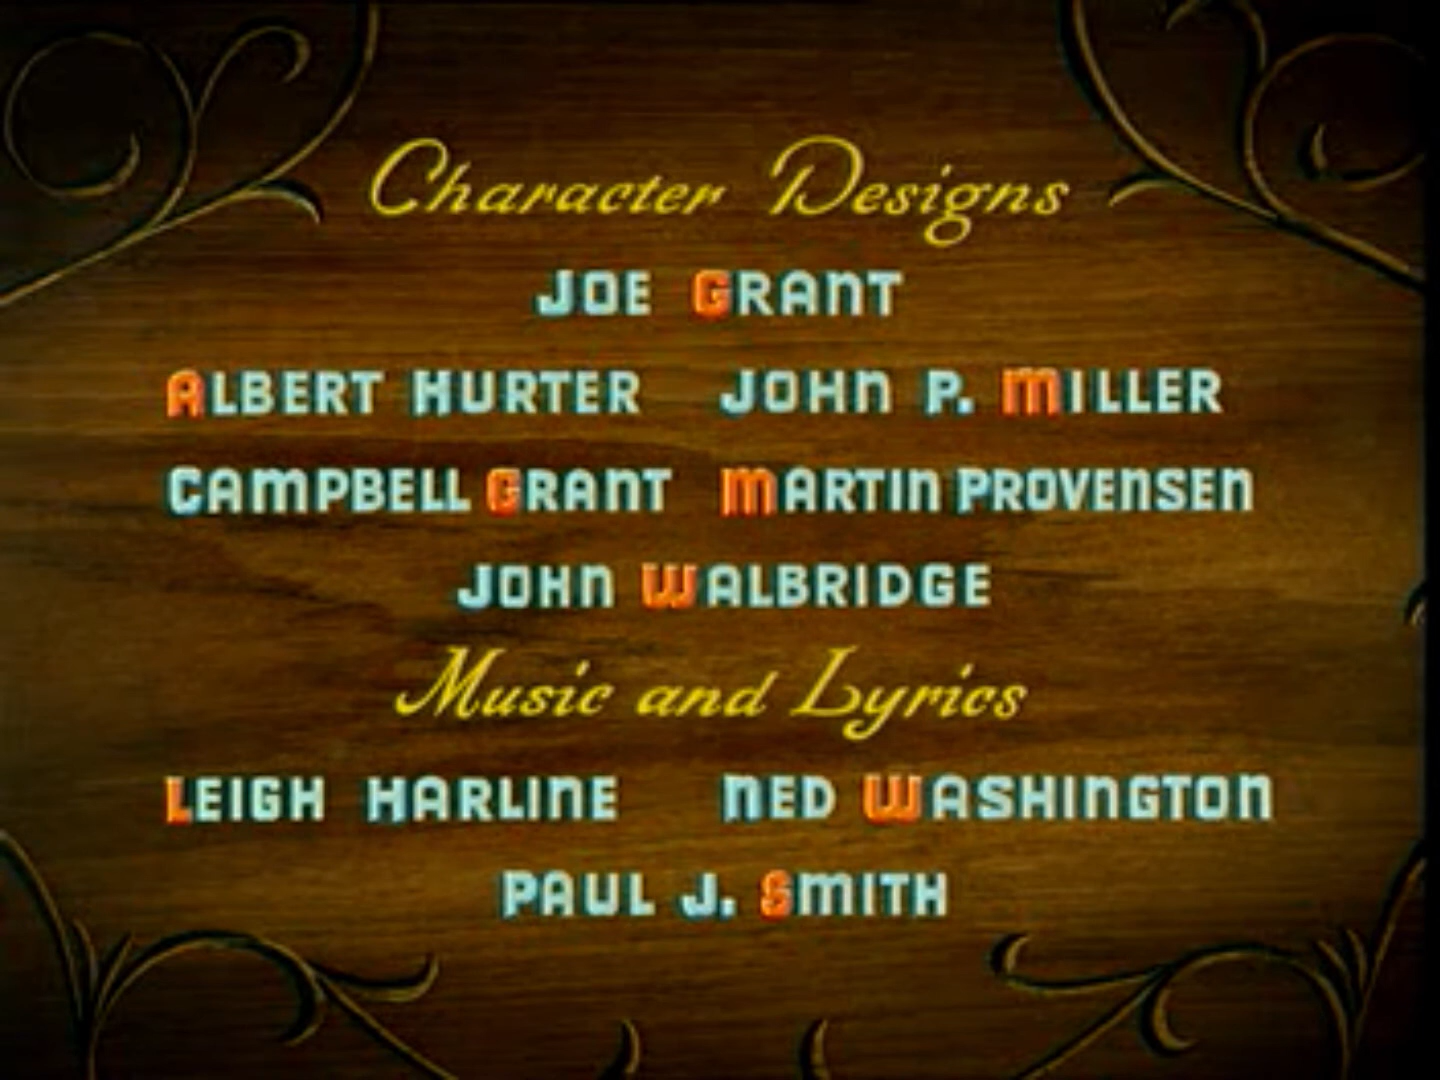 Character Designs
JOE GRANT
ALBERT HURTER JOHN P. MILLER
CAMPBELL GRANT MARTIN PROVENSEN
JOHN WALBRIDGE
Music and Lyrics
LEIGH HARLINE NED WASHINGTON
PAUL J. SMITH